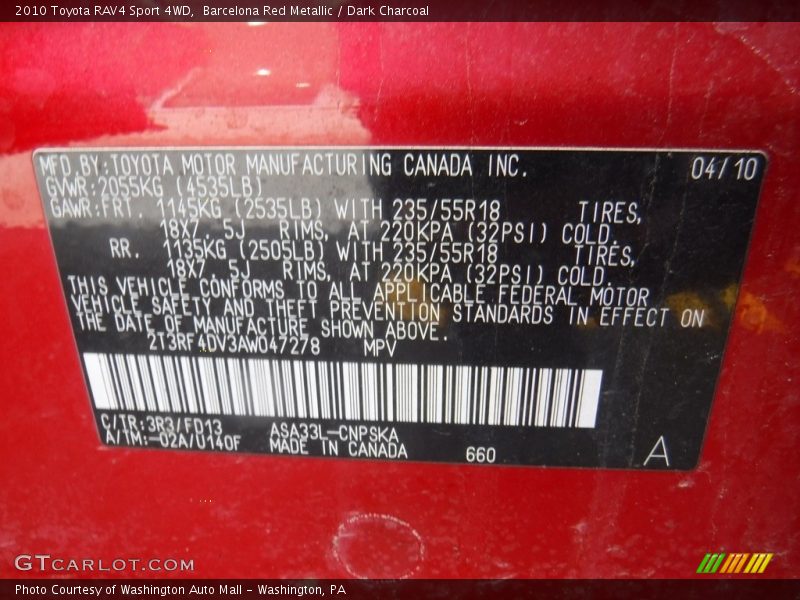 2010 Toyota RAV4 Sport 4WD, Barcelona Red Metallic / Dark Charcoal
MFD.BY:TOYOTA MOTOR MANUFACTURING CANADA INC. 04/10
GVWR:2055KG (4535LB)
GAWR:FRT. 1145KG (2535LB) WITH 235/55R18 TIRES,
18X7.5J RIMS, AT 220KPA (32PSI) COLD.
RR. 1135KG (2505LB) WITH 235/55R18 TIRES,
18X7.5J RIMS, AT 220KPA (32PSI) COLD.
THIS VEHICLE CONFORMS TO ALL APPLICABLE FEDERAL MOTOR
VEHICLE SAFETY AND THEFT PREVENTION STANDARDS IN EFFECT ON
THE DATE OF MANUFACTURE SHOWN ABOVE.
2T3RF4DV3AW047278 MPV
C/TR:3R3/FD13 ASA33L-CNPSKA
A/TM:-02A/U140F MADE IN CANADA 660 A
GTCARLOT.COM
Photo Courtesy of Washington Auto Mall - Washington, PA